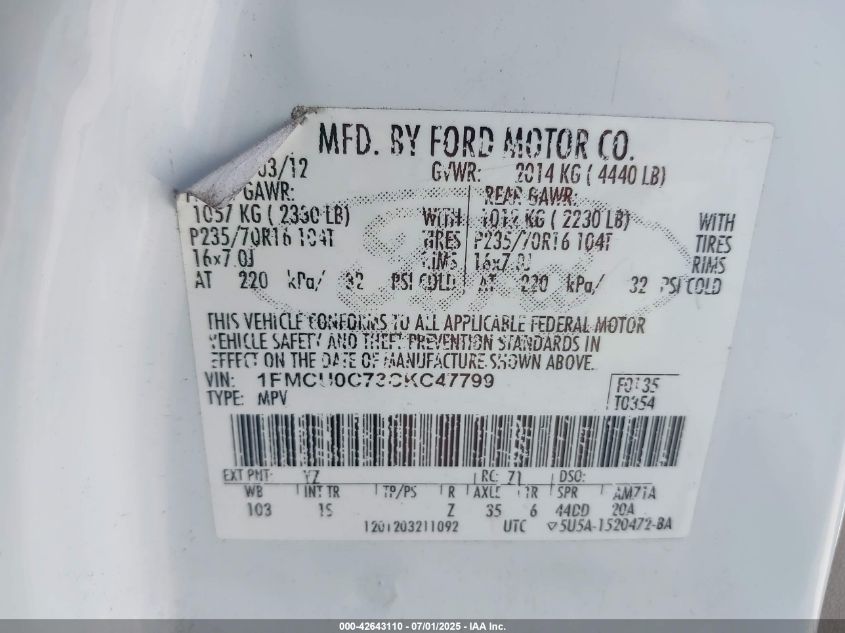 MFD. BY FORD MOTOR CO.
03/12 GVWR: 2014 KG ( 4440 LB)
GAWR: REAR GAWR:
1057 KG ( 2330 LB) WITH 1012 KG ( 2230 LB) WITH
P235/70R16 104T TIRES P235/70R16 104T TIRES
16x7.0J RIMS 16x7.0J RIMS
AT 220 kPa/ 32 PSI COLD AT 220 kPa/ 32 PSI COLD
THIS VEHICLE CONFORMS TO ALL APPLICABLE FEDERAL MOTOR
VEHICLE SAFETY AND THEFT PREVENTION STANDARDS IN
EFFECT ON THE DATE OF MANUFACTURE SHOWN ABOVE.
VIN: 1FMCU0C73CKC47799 F0135
TYPE: MPV T0354
EXT PNT: YZ RC: 71 DSO:
WB INT TR TP/PS R AXLE TR SPR AM7TA
103 1S Z 35 6 44DD 20A
1201203211092 UTC 5U5A-1520472-BA
000-42643110 - 07/01/2025 - IAA Inc.